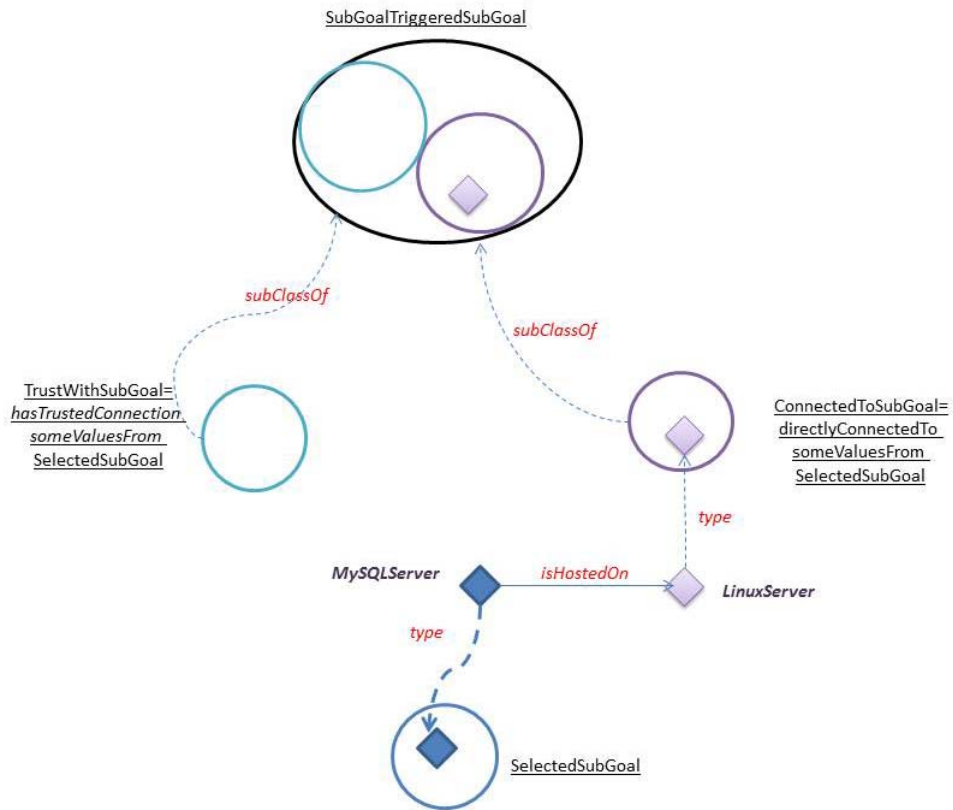 SubGoalTriggeredSubGoal
subClassOf
subClassOf
TrustWithSubGoal=
hasTrustedConnection
someValuesFrom
SelectedSubGoal
ConnectedToSubGoal=
directlyConnectedTo
someValuesFrom
SelectedSubGoal
type
MySQLServer
isHostedOn
LinuxServer
type
SelectedSubGoal